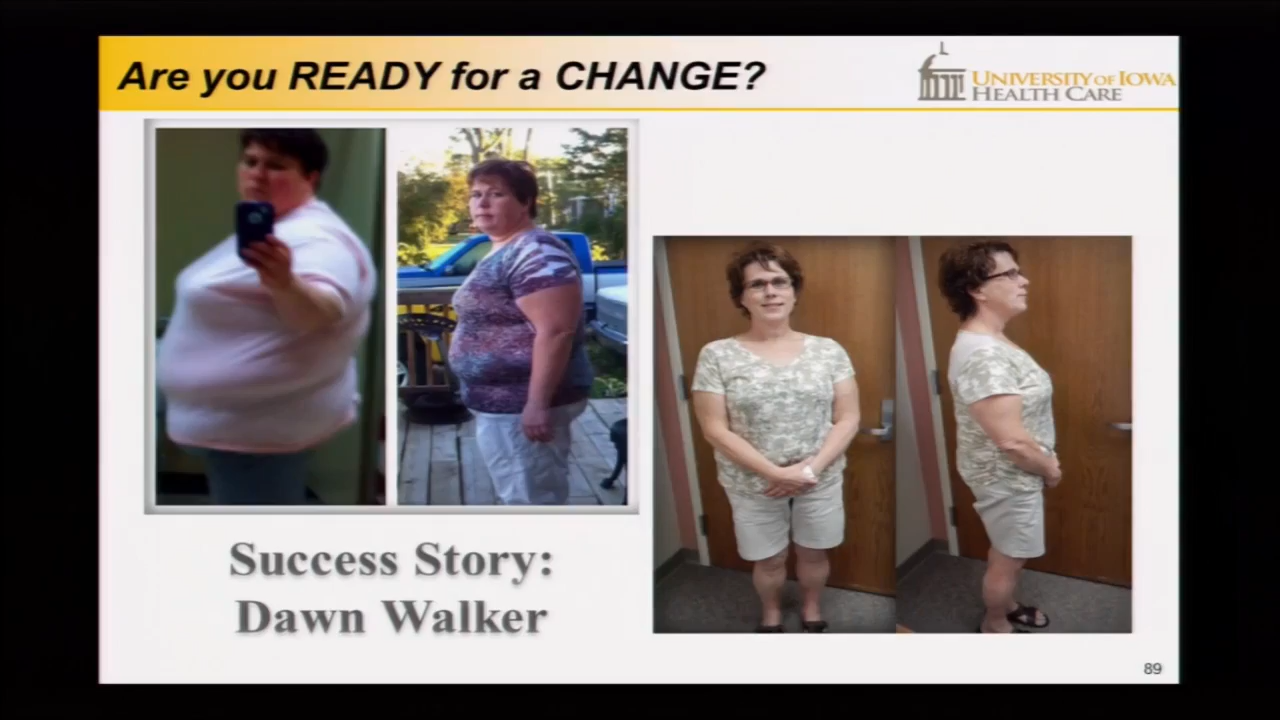 Are you READY for a CHANGE?
UNIVERSITY OF IOWA
HEALTH CARE
Success Story:
Dawn Walker
89